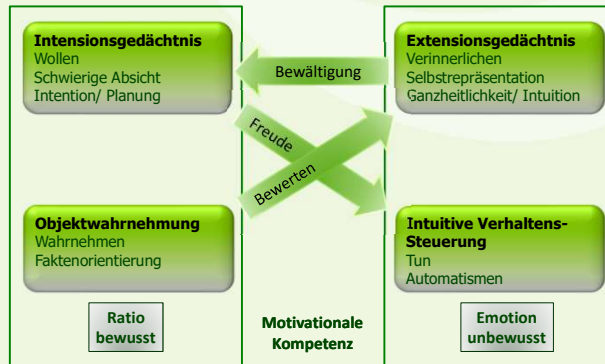 Intensionsgedächtnis
Wollen
Schwierige Absicht
Intention/ Planung
Bewältigung
Extensionsgedächtnis
Verinnerlichen
Selbstrepräsentation
Ganzheitlichkeit/ Intuition
Freude
Bewerten
Objektwahrnehmung
Wahrnehmen
Faktenorientierung
Intuitive Verhaltens-
Steuerung
Tun
Automatismen
Ratio
bewusst
Motivationale
Kompetenz
Emotion
unbewusst